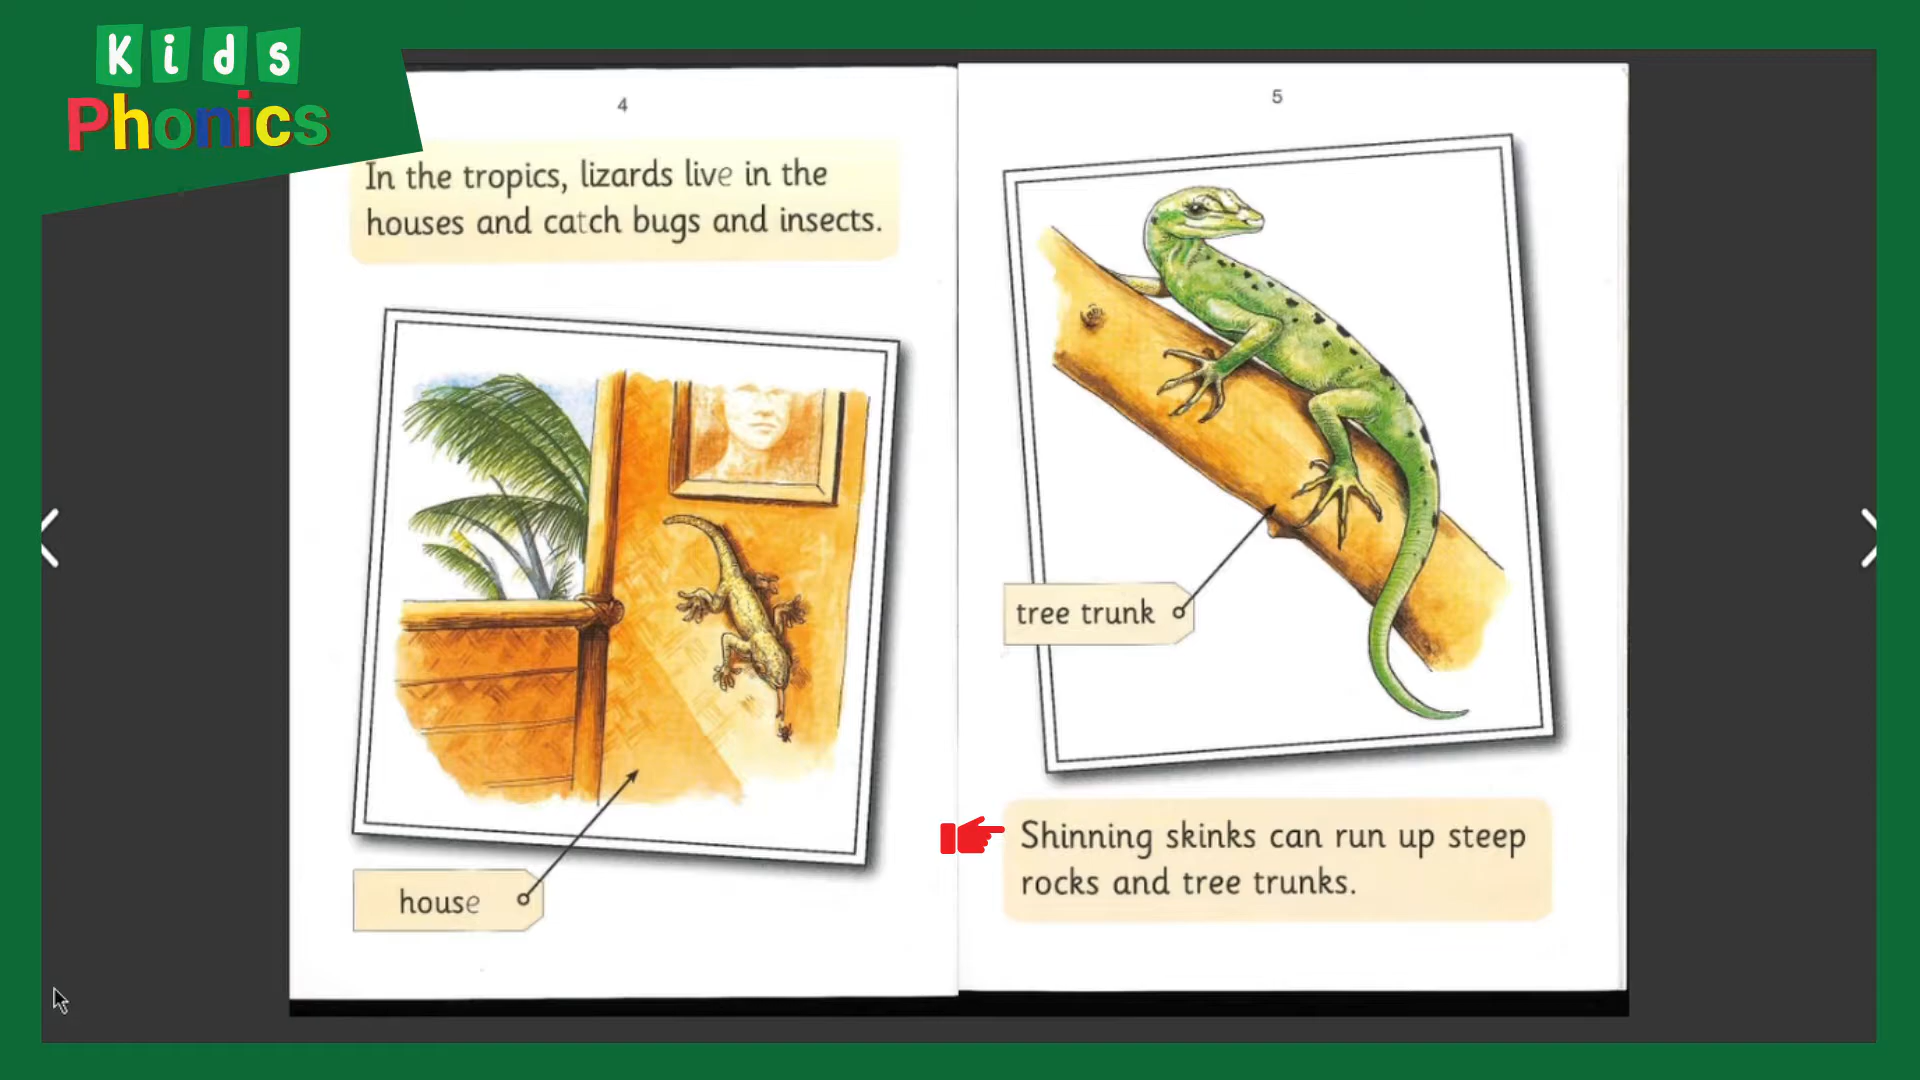 Kids
Phonics
4
In the tropics, lizards live in the
houses and catch bugs and insects.
house
5
tree trunk
Shinning skinks can run up steep
rocks and tree trunks.